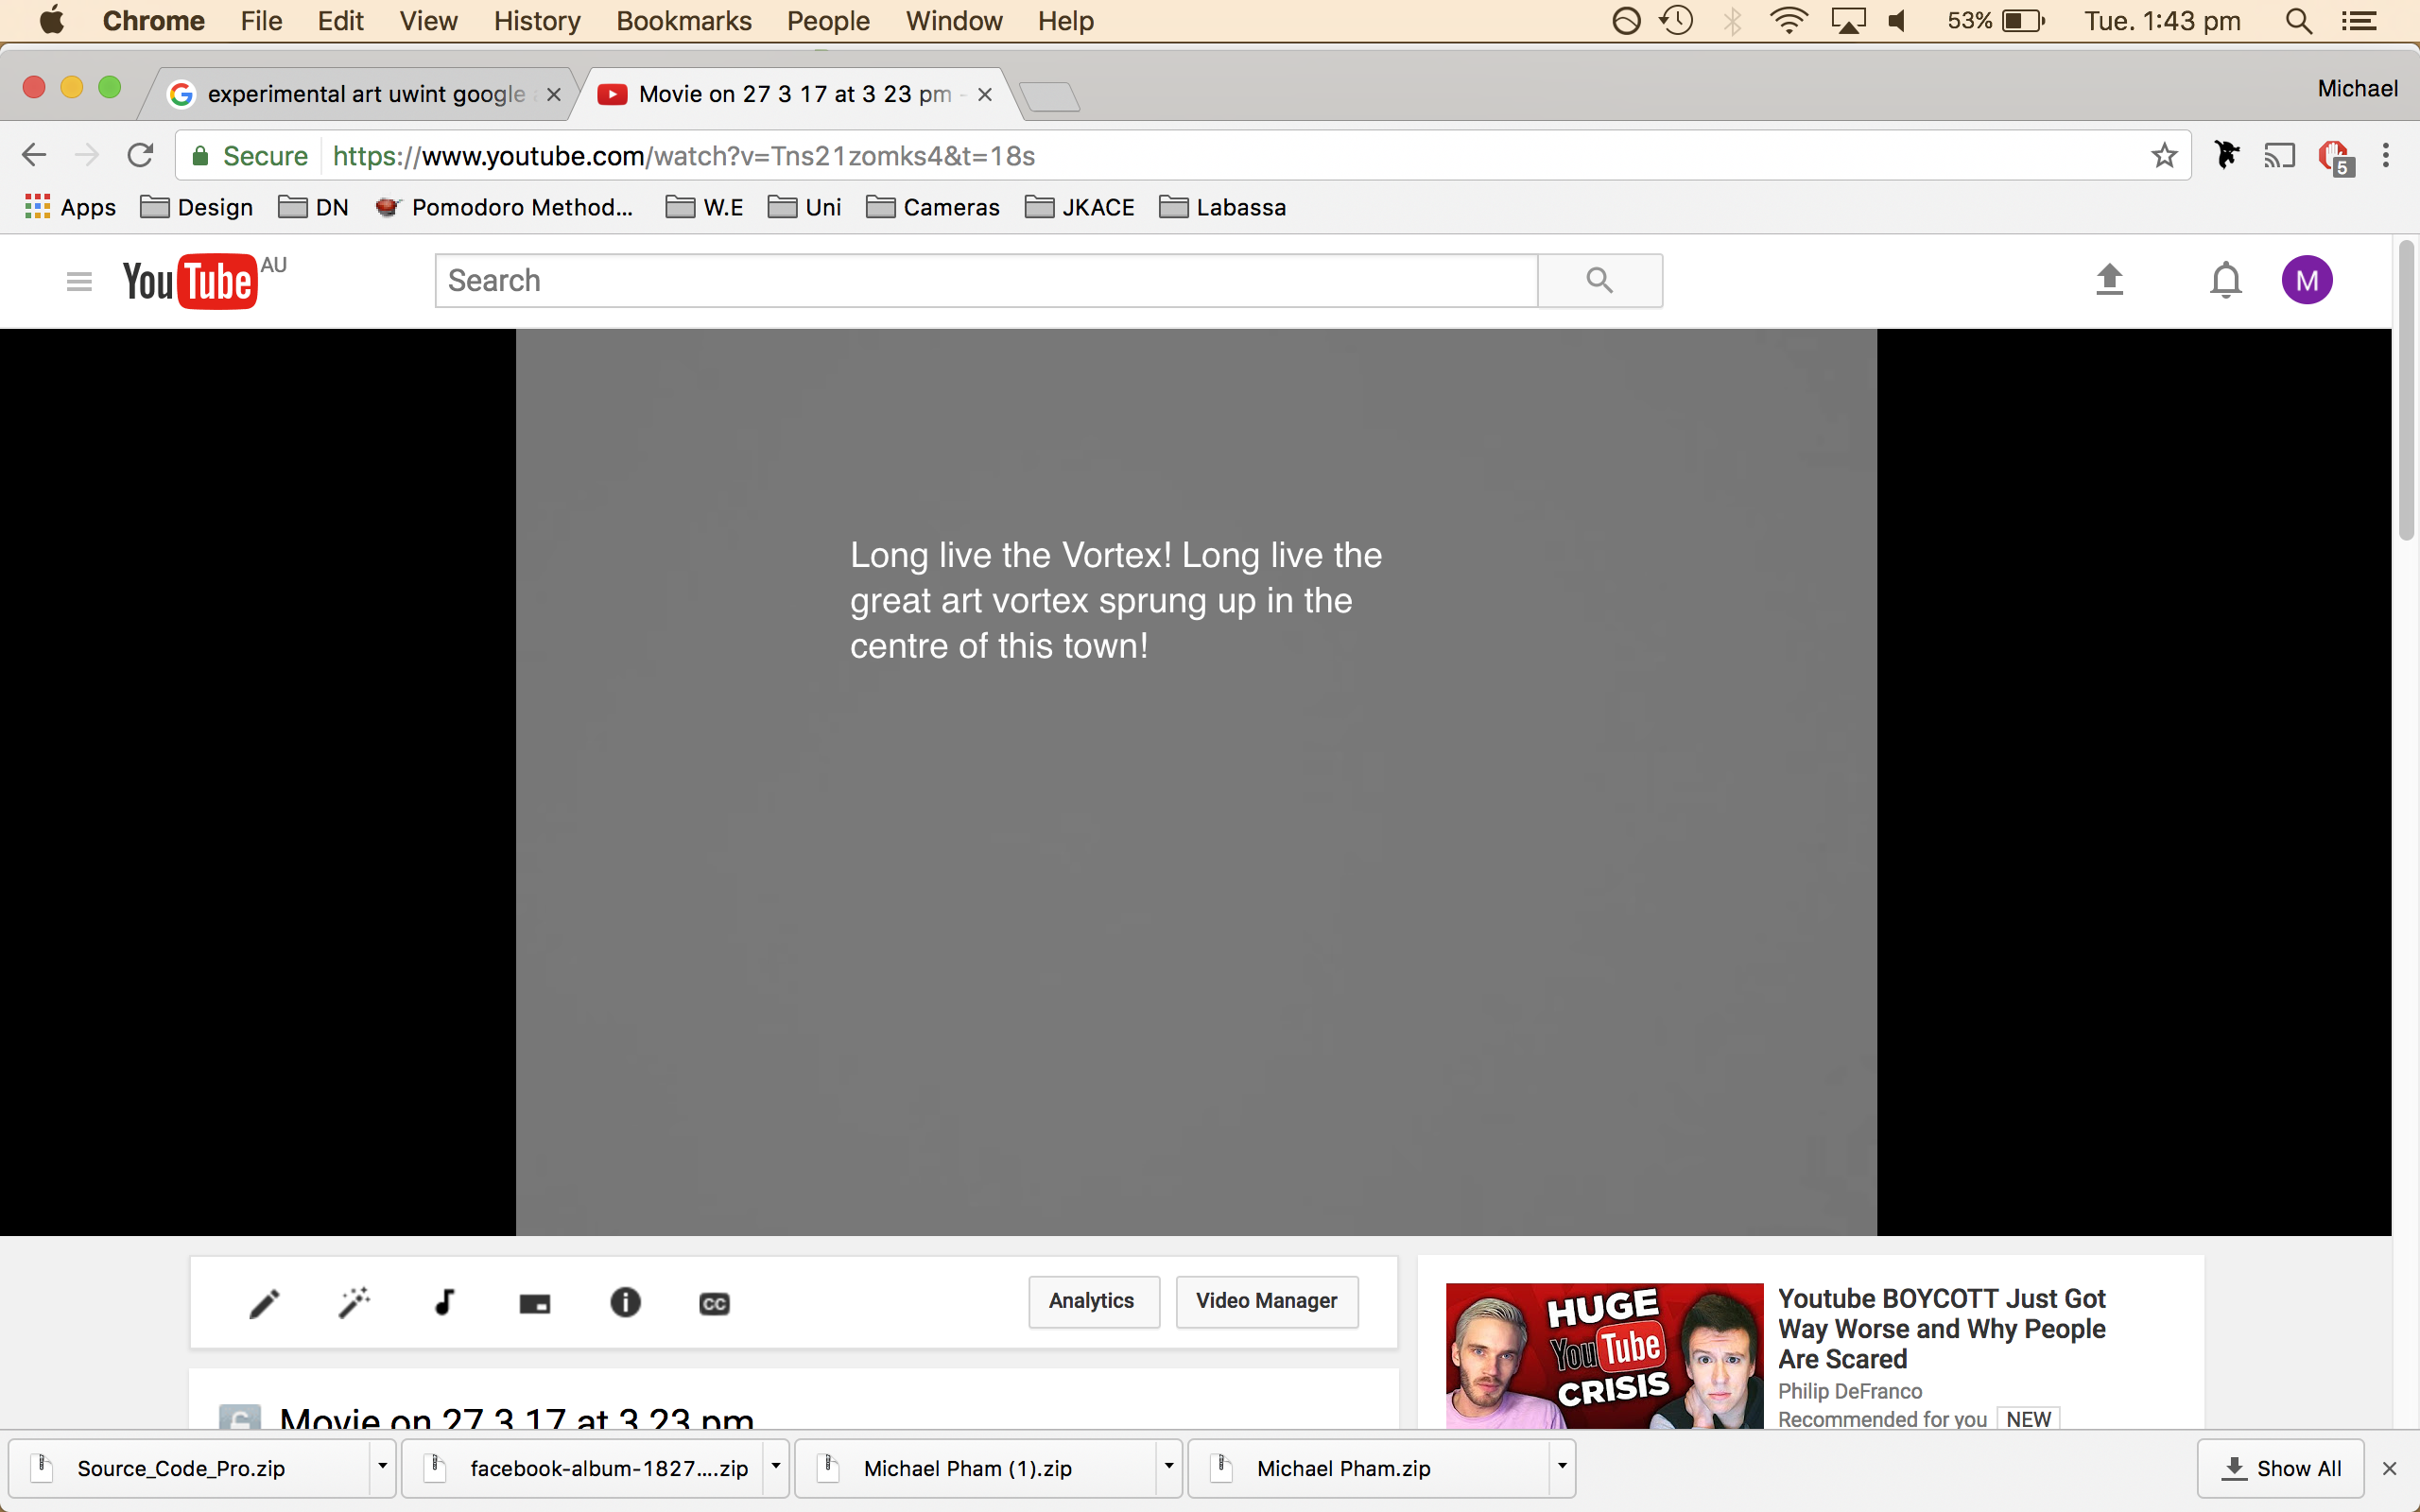 Chrome File Edit View History Bookmarks People Window Help 53% Tue. 1:43 pm
experimental art uwint google Movie on 27 3 17 at 3 23 pm - Michael
Secure https://www.youtube.com/watch?v=Tns21zomks4&t=18s 5
Apps Design DN Pomodoro Method... W.E Uni Cameras JKACE Labassa
YouTube AU Search M
Long live the Vortex! Long live the
great art vortex sprung up in the
centre of this town!
CC Analytics Video Manager
HUGE
YouTube
CRISIS
Youtube BOYCOTT Just Got
Way Worse and Why People
Are Scared
Philip DeFranco
Recommended for you NEW
Movie on 27 3 17 at 3 23 pm
Source_Code_Pro.zip facebook-album-1827....zip Michael Pham (1).zip Michael Pham.zip Show All